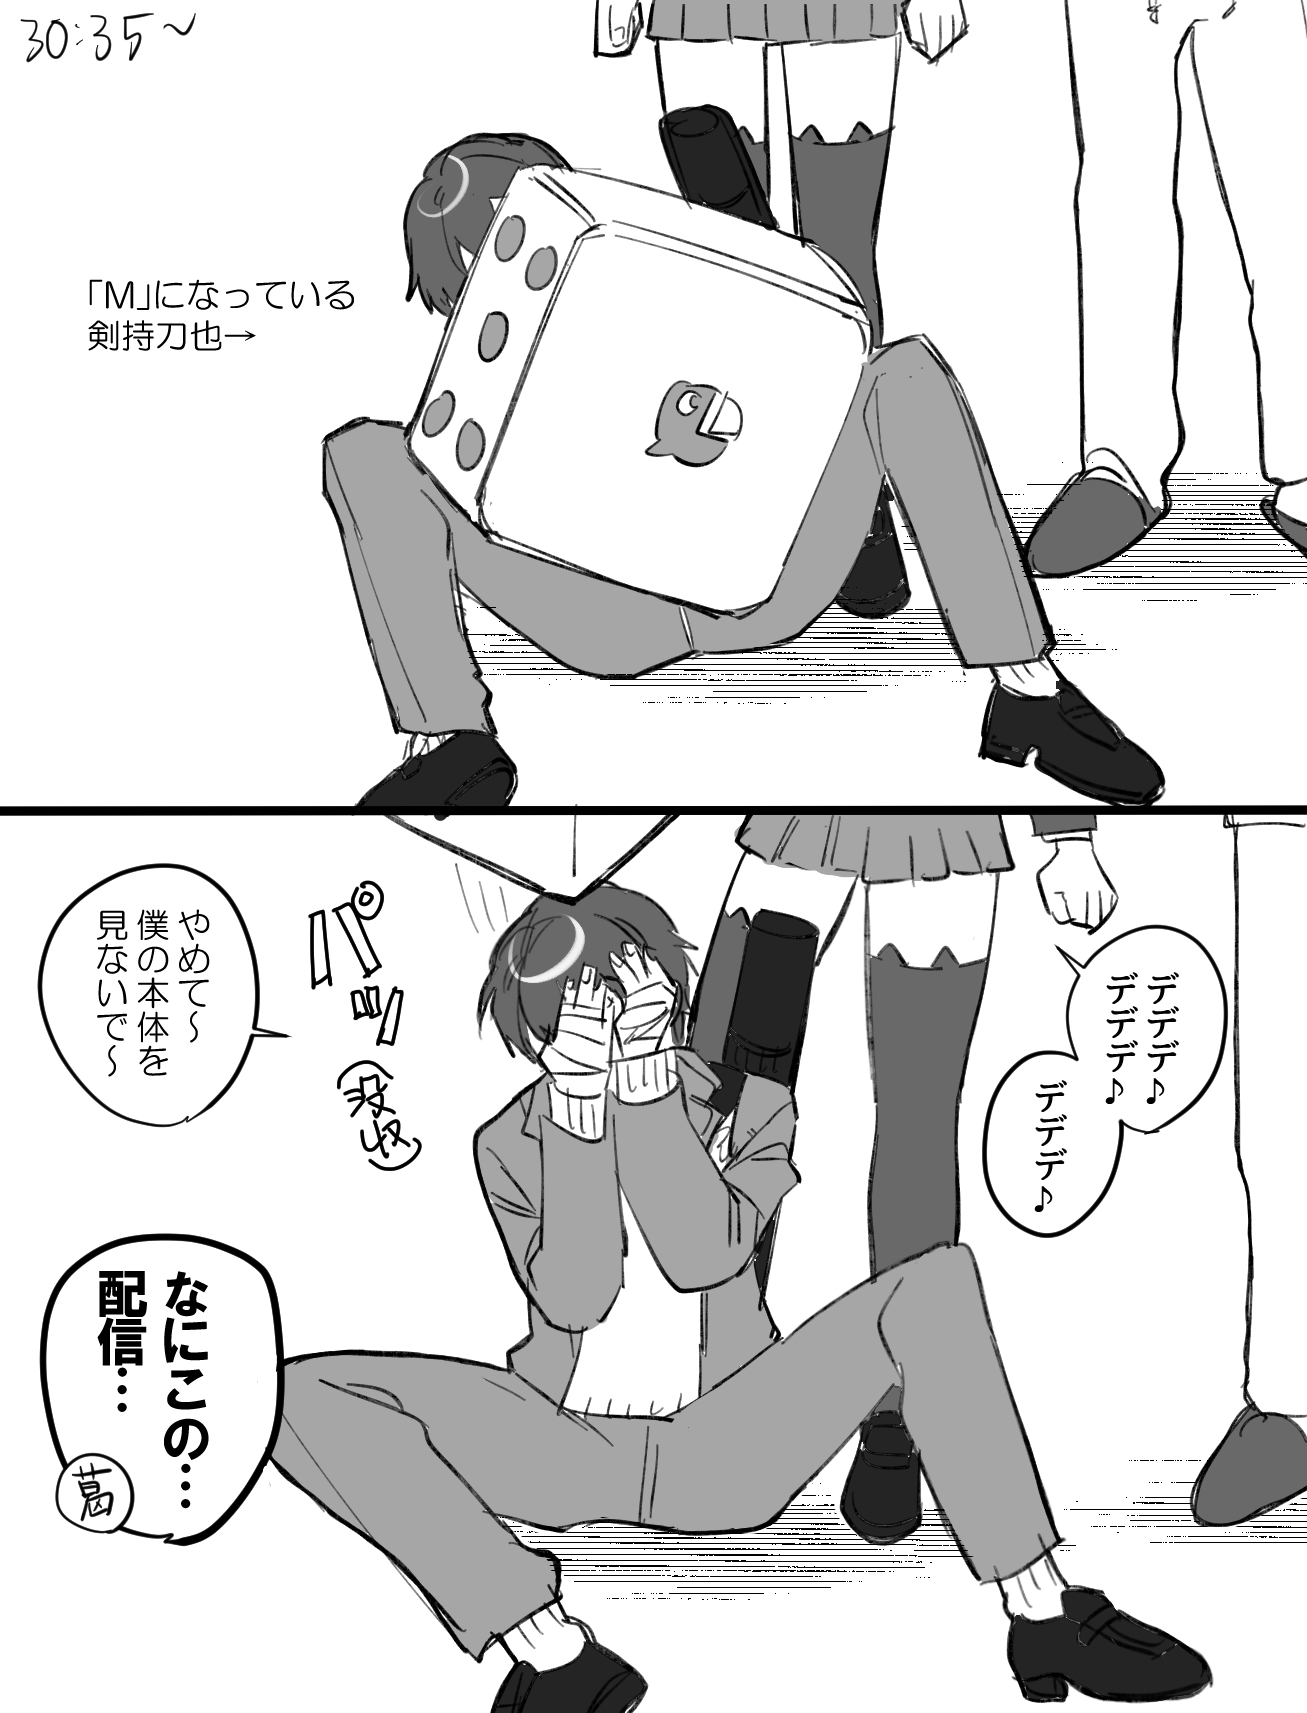 30:35～
「M」になっている
剣持刀也→
パッ
(没収)
デデデ♪
デデデ♪
デデデ♪
やめて～
僕の本体を
見ないで～
なにこの…
配信…
葛